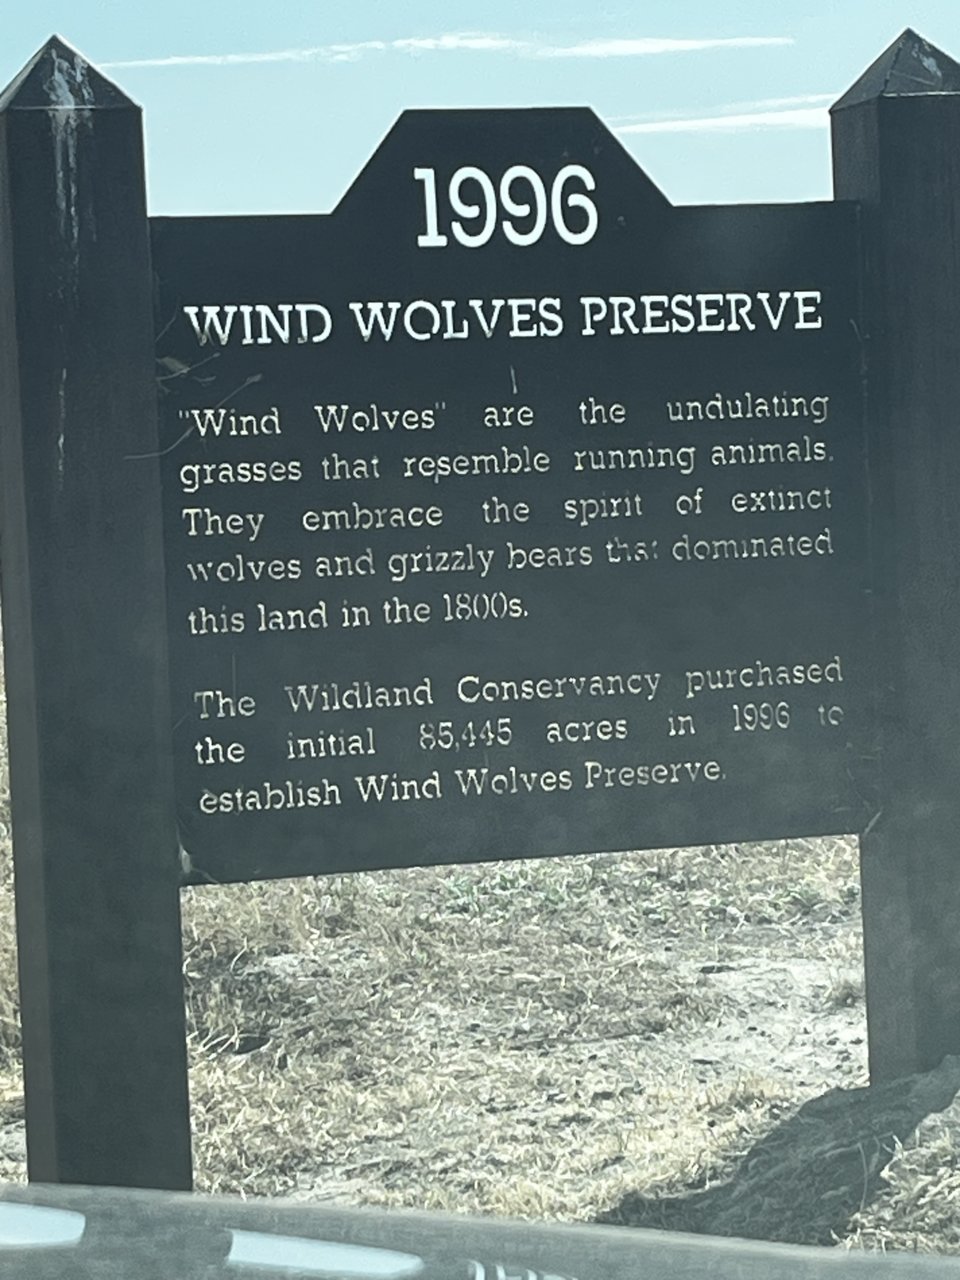 1996
WIND WOLVES PRESERVE
"Wind Wolves" are the undulating
grasses that resemble running animals.
They embrace the spirit of extinct
wolves and grizzly bears that dominated
this land in the 1800s.
The Wildland Conservancy purchased
the initial 85,445 acres in 1996 to
establish Wind Wolves Preserve.